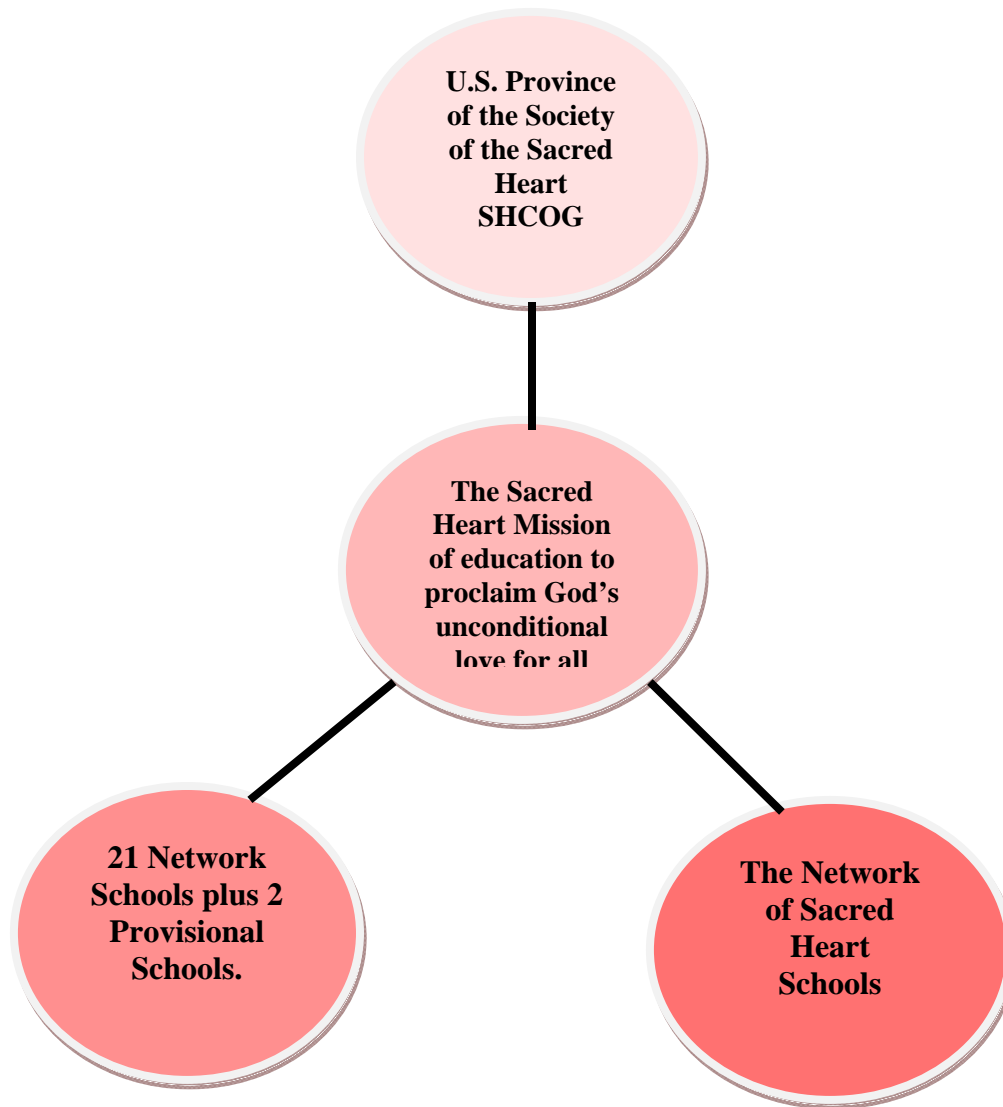 U.S. Province
of the Society
of the Sacred
Heart
SHCOG
The Sacred
Heart Mission
of education to
proclaim God’s
unconditional
love for all
21 Network
Schools plus 2
Provisional
Schools.
The Network
of Sacred
Heart
Schools